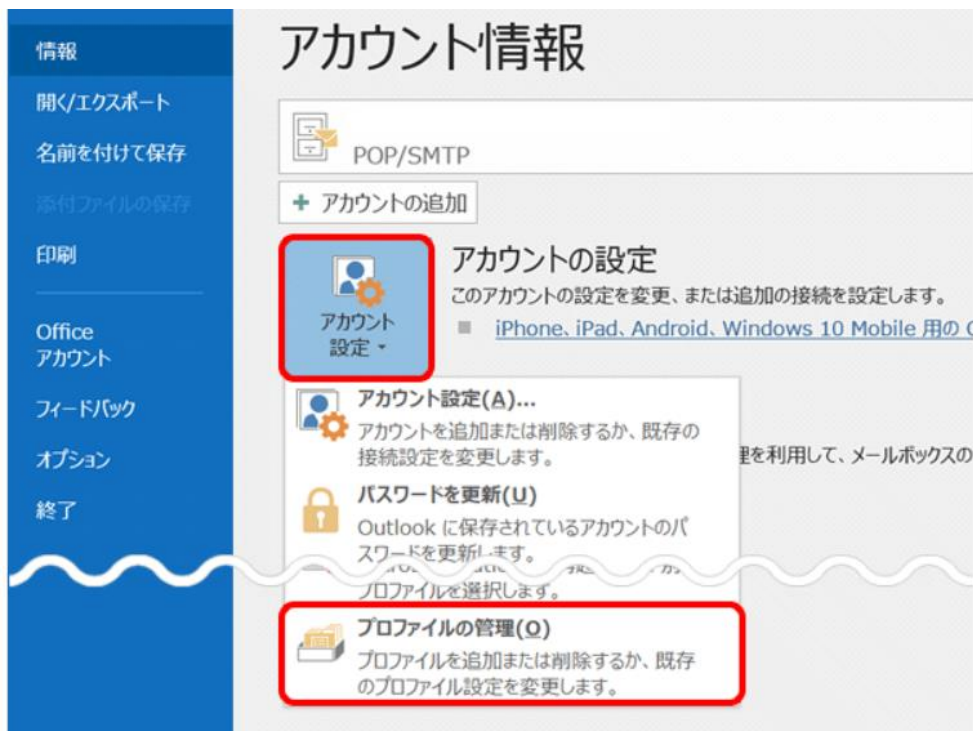 情報
開く/エクスポート
名前を付けて保存
添付ファイルの保存
印刷
Office
アカウント
フィードバック
オプション
終了
アカウント情報
POP/SMTP
+ アカウントの追加
アカウント
設定
アカウントの設定
このアカウントの設定を変更、または追加の接続を設定します。
iPhone、iPad、Android、Windows 10 Mobile 用の
アカウント設定(A)...
アカウントを追加または削除するか、既存の
接続設定を変更します。
理を利用して、メールボックスの
パスワードを更新(U)
Outlook に保存されているアカウントのパ
スワードを更新します。
プロファイルを選択します。
プロファイルの管理(O)
プロファイルを追加または削除するか、既存
のプロファイル設定を変更します。